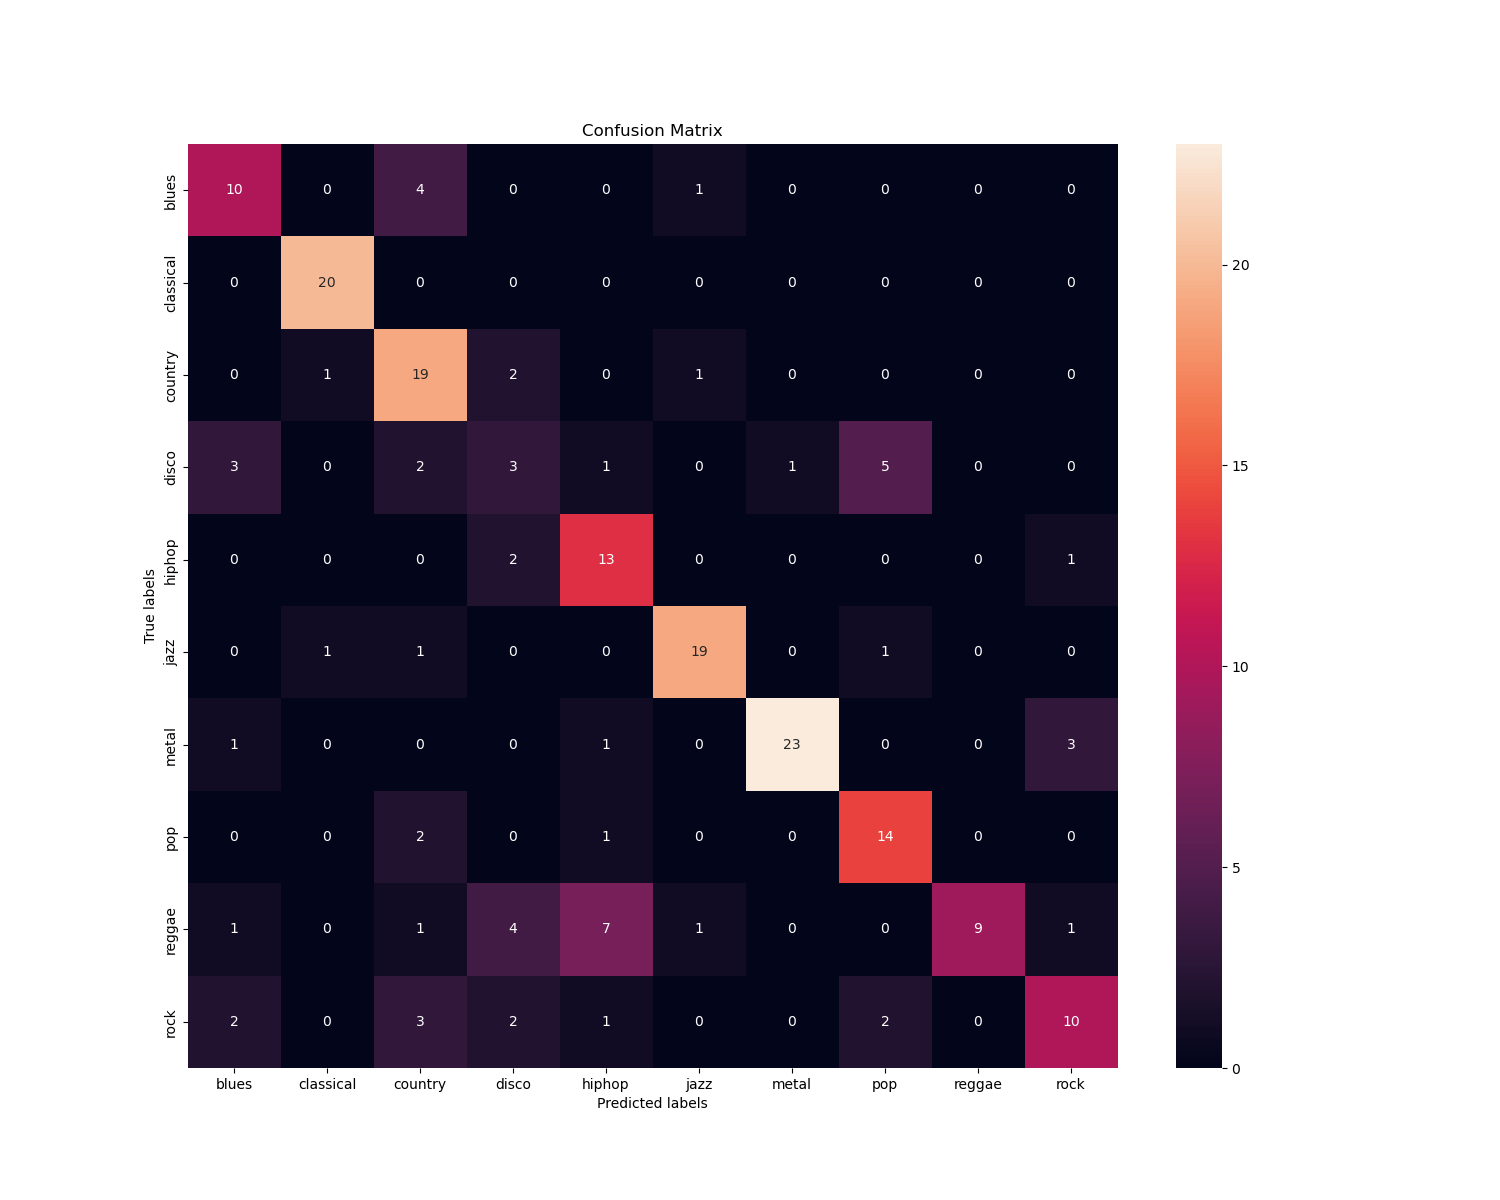 Confusion Matrix
blues 10 0 4 0 0 1 0 0 0 0
classical 0 20 0 0 0 0 0 0 0 0
country 0 1 19 2 0 1 0 0 0 0
disco 3 0 2 3 1 0 1 5 0 0
hiphop 0 0 0 2 13 0 0 0 0 1
jazz 0 1 1 0 0 19 0 1 0 0
metal 1 0 0 0 1 0 23 0 0 3
pop 0 0 2 0 1 0 0 14 0 0
reggae 1 0 1 4 7 1 0 0 9 1
rock 2 0 3 2 1 0 0 2 0 10
True labels
blues classical country disco hiphop jazz metal pop reggae rock
Predicted labels
20
15
10
5
0